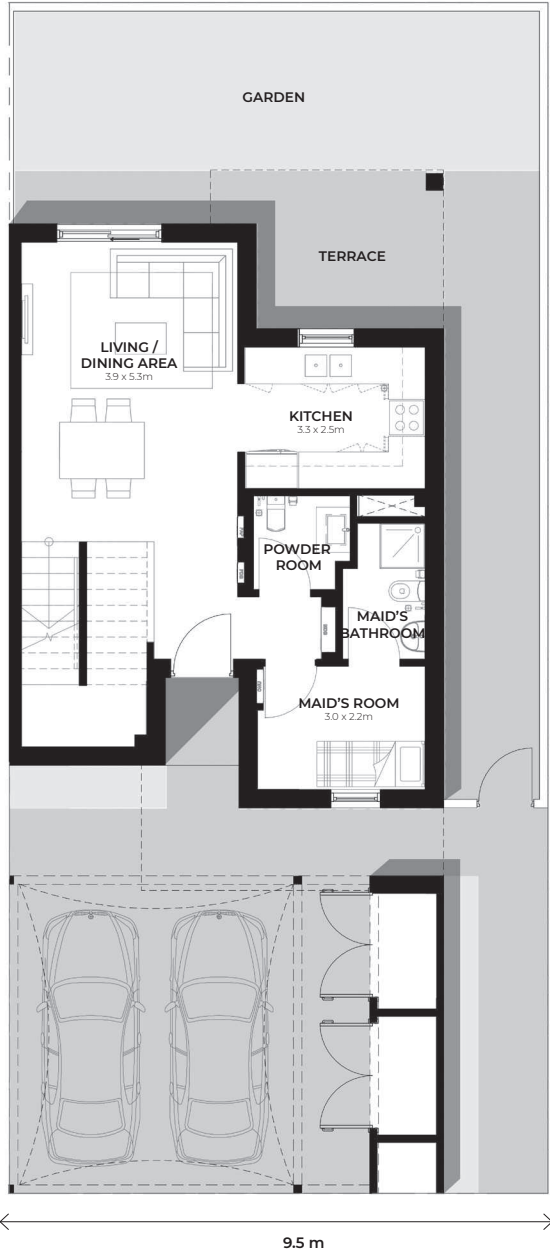 GARDEN
TERRACE
LIVING /
DINING AREA
3.9 x 5.3m
KITCHEN
3.3 x 2.5m
POWDER
ROOM
MAID'S
BATHROOM
MAID'S ROOM
3.0 x 2.2m
9.5 m